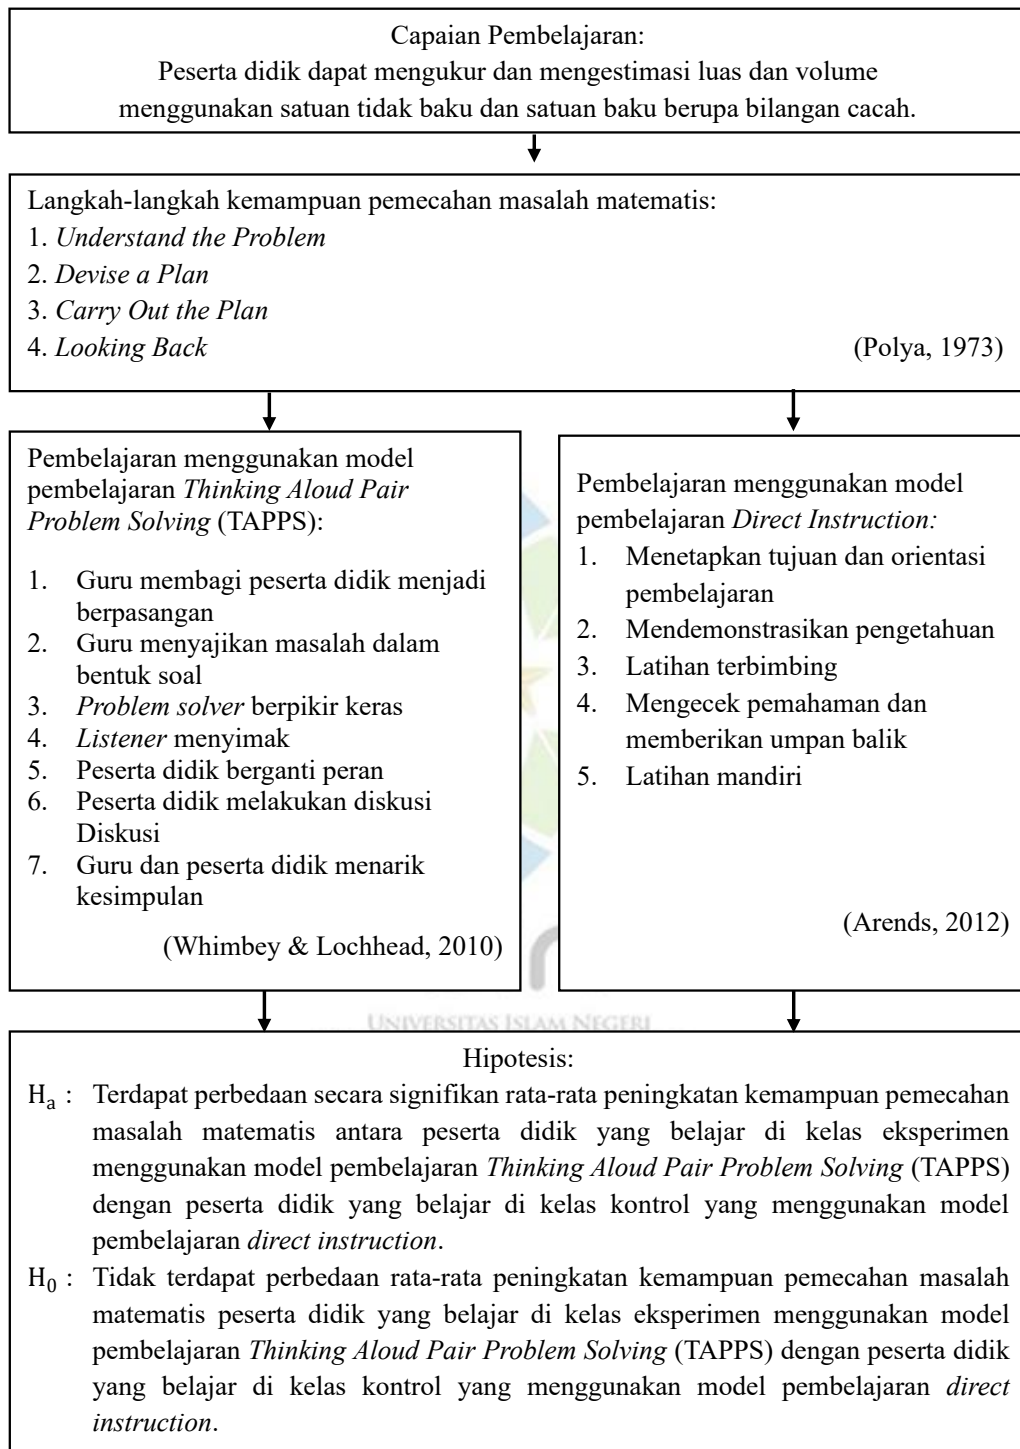 Capaian Pembelajaran:
Peserta didik dapat mengukur dan mengestimasi luas dan volume
menggunakan satuan tidak baku dan satuan baku berupa bilangan cacah.
Langkah-langkah kemampuan pemecahan masalah matematis:
1. Understand the Problem
2. Devise a Plan
3. Carry Out the Plan
4. Looking Back (Polya, 1973)
Pembelajaran menggunakan model
pembelajaran Thinking Aloud Pair
Problem Solving (TAPPS):
1. Guru membagi peserta didik menjadi
berpasangan
2. Guru menyajikan masalah dalam
bentuk soal
3. Problem solver berpikir keras
4. Listener menyimak
5. Peserta didik berganti peran
6. Peserta didik melakukan diskusi
Diskusi
7. Guru dan peserta didik menarik
kesimpulan
(Whimbey & Lochhead, 2010)
Pembelajaran menggunakan model
pembelajaran Direct Instruction:
1. Menetapkan tujuan dan orientasi
pembelajaran
2. Mendemonstrasikan pengetahuan
3. Latihan terbimbing
4. Mengecek pemahaman dan
memberikan umpan balik
5. Latihan mandiri
(Arends, 2012)
UNIVERSITAS ISLAM NEGERI
Hipotesis:
Hₐ : Terdapat perbedaan secara signifikan rata-rata peningkatan kemampuan pemecahan
masalah matematis antara peserta didik yang belajar di kelas eksperimen
menggunakan model pembelajaran Thinking Aloud Pair Problem Solving (TAPPS)
dengan peserta didik yang belajar di kelas kontrol yang menggunakan model
pembelajaran direct instruction.
H₀ : Tidak terdapat perbedaan rata-rata peningkatan kemampuan pemecahan masalah
matematis peserta didik yang belajar di kelas eksperimen menggunakan model
pembelajaran Thinking Aloud Pair Problem Solving (TAPPS) dengan peserta didik
yang belajar di kelas kontrol yang menggunakan model pembelajaran direct
instruction.